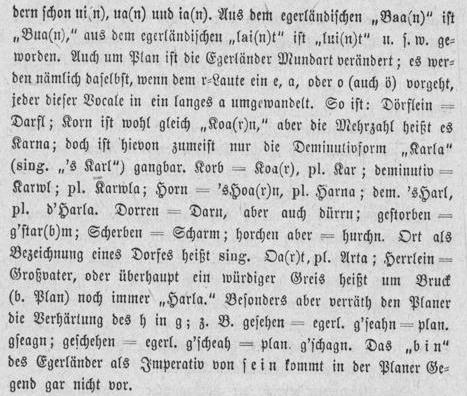 dern ſchon ui(n), ua(n) und ia(n). Aus dem egerländiſchen „Baa(n)“ iſt
„Bua(n),“ aus dem egerländiſchen „lai(n)t“ iſt „lui(n)t“ u. ſ. w. ge-
worden. Auch um Plan iſt die Egerländer Mundart verändert; es wer-
den nämlich daſelbſt, wenn dem r-Laute ein e, a, oder o (auch ö) vorgeht,
jeder dieſer Vocale in ein langes a umgewandelt. So iſt: Dörflein =
Darfl; Korn iſt wohl gleich „Koa(r)n,“ aber die Mehrzahl heißt es
Karna; doch iſt hievon zumeiſt nur die Deminutivform „Karla“
(sing. „'s Karl“) gangbar. Korb = Koa(r), pl. Kar; deminutiv =
Karwl; pl. Karwla; Horn = 'sHoa(r)n, pl. Harna; dem. 'sHarl,
pl. d'Harla. Dorren = Darn, aber auch dürrn; geſtorben =
g'ſtar(b)m; Scherben = Scharm; horchen aber = hurchn. Ort als
Bezeichnung eines Dorfes heißt sing. Oa(r)t, pl. Arta; Herrlein =
Großvater, oder überhaupt ein würdiger Greis heißt um Bruck
(b. Plan) noch immer „Harla.“ Beſonders aber verräth den Planer
die Verhärtung des h in g; z. B. geſehen = egerl. g'ſeahn = plan.
gſeagn; geſchehen = egerl. g'ſcheah = plan. g'ſchagn. Das „bin“
des Egerländer als Imperativ von ſein kommt in der Planer Ge-
gend gar nicht vor.